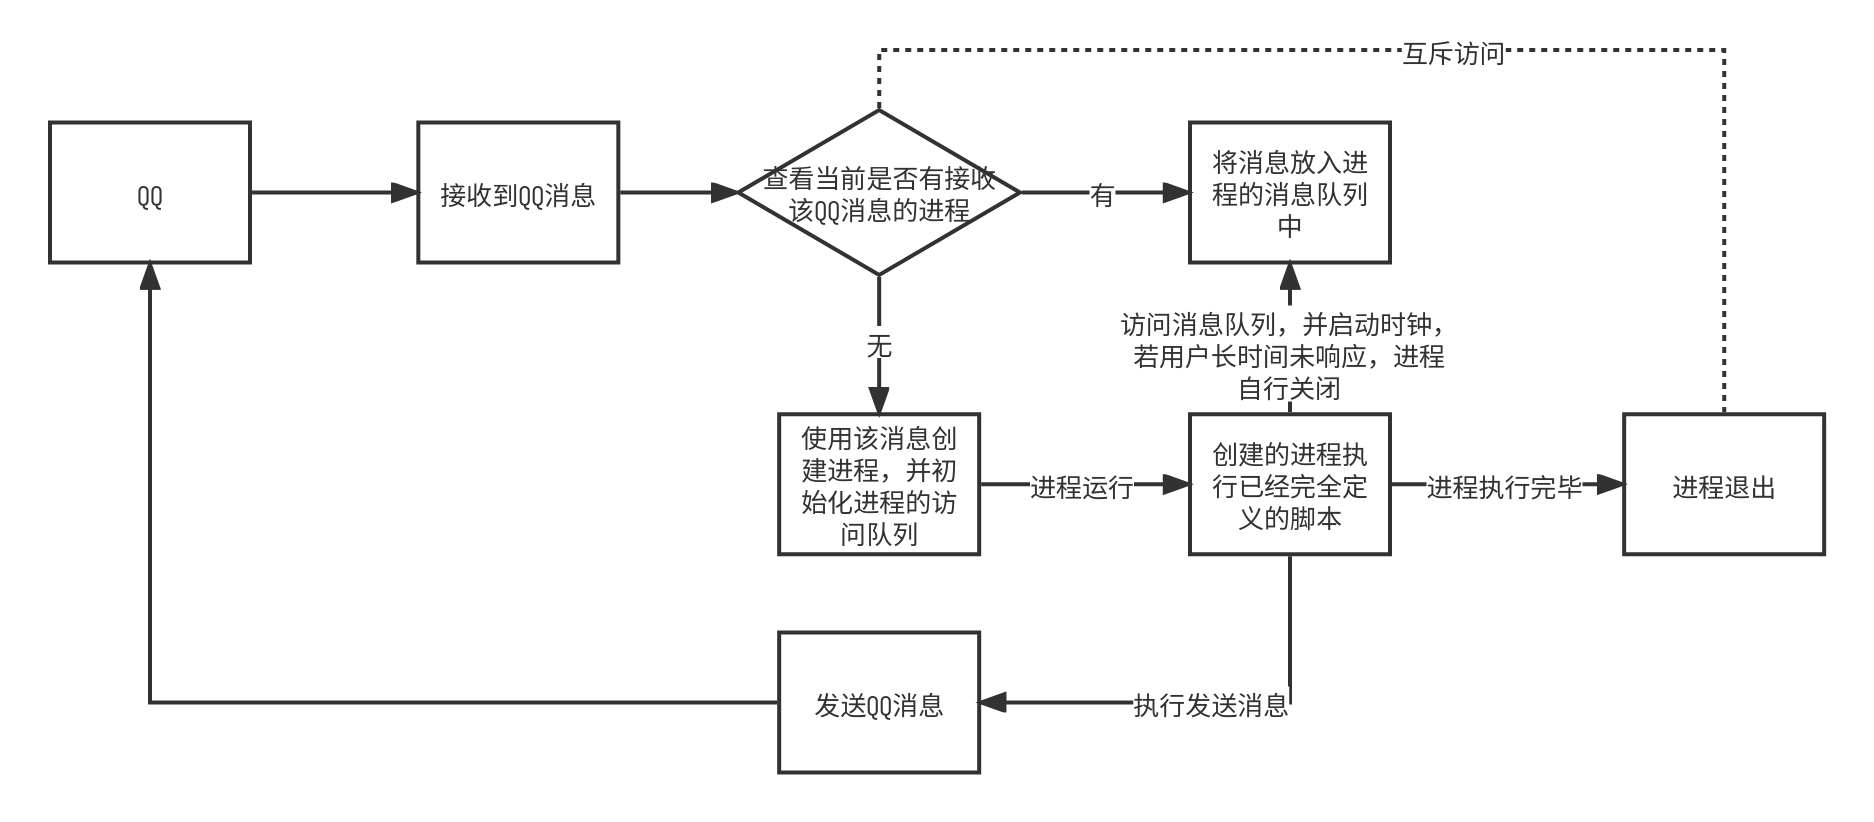 互斥访问
QQ
接收到QQ消息
查看当前是否有接收
该QQ消息的进程
有
将消息放入进
程的消息队列
中
无
访问消息队列，并启动时钟，
若用户长时间未响应，进程
自行关闭
使用该消息创
建进程，并初
始化进程的访
问队列
进程运行
创建的进程执
行已经完全定
义的脚本
进程执行完毕
进程退出
发送QQ消息
执行发送消息